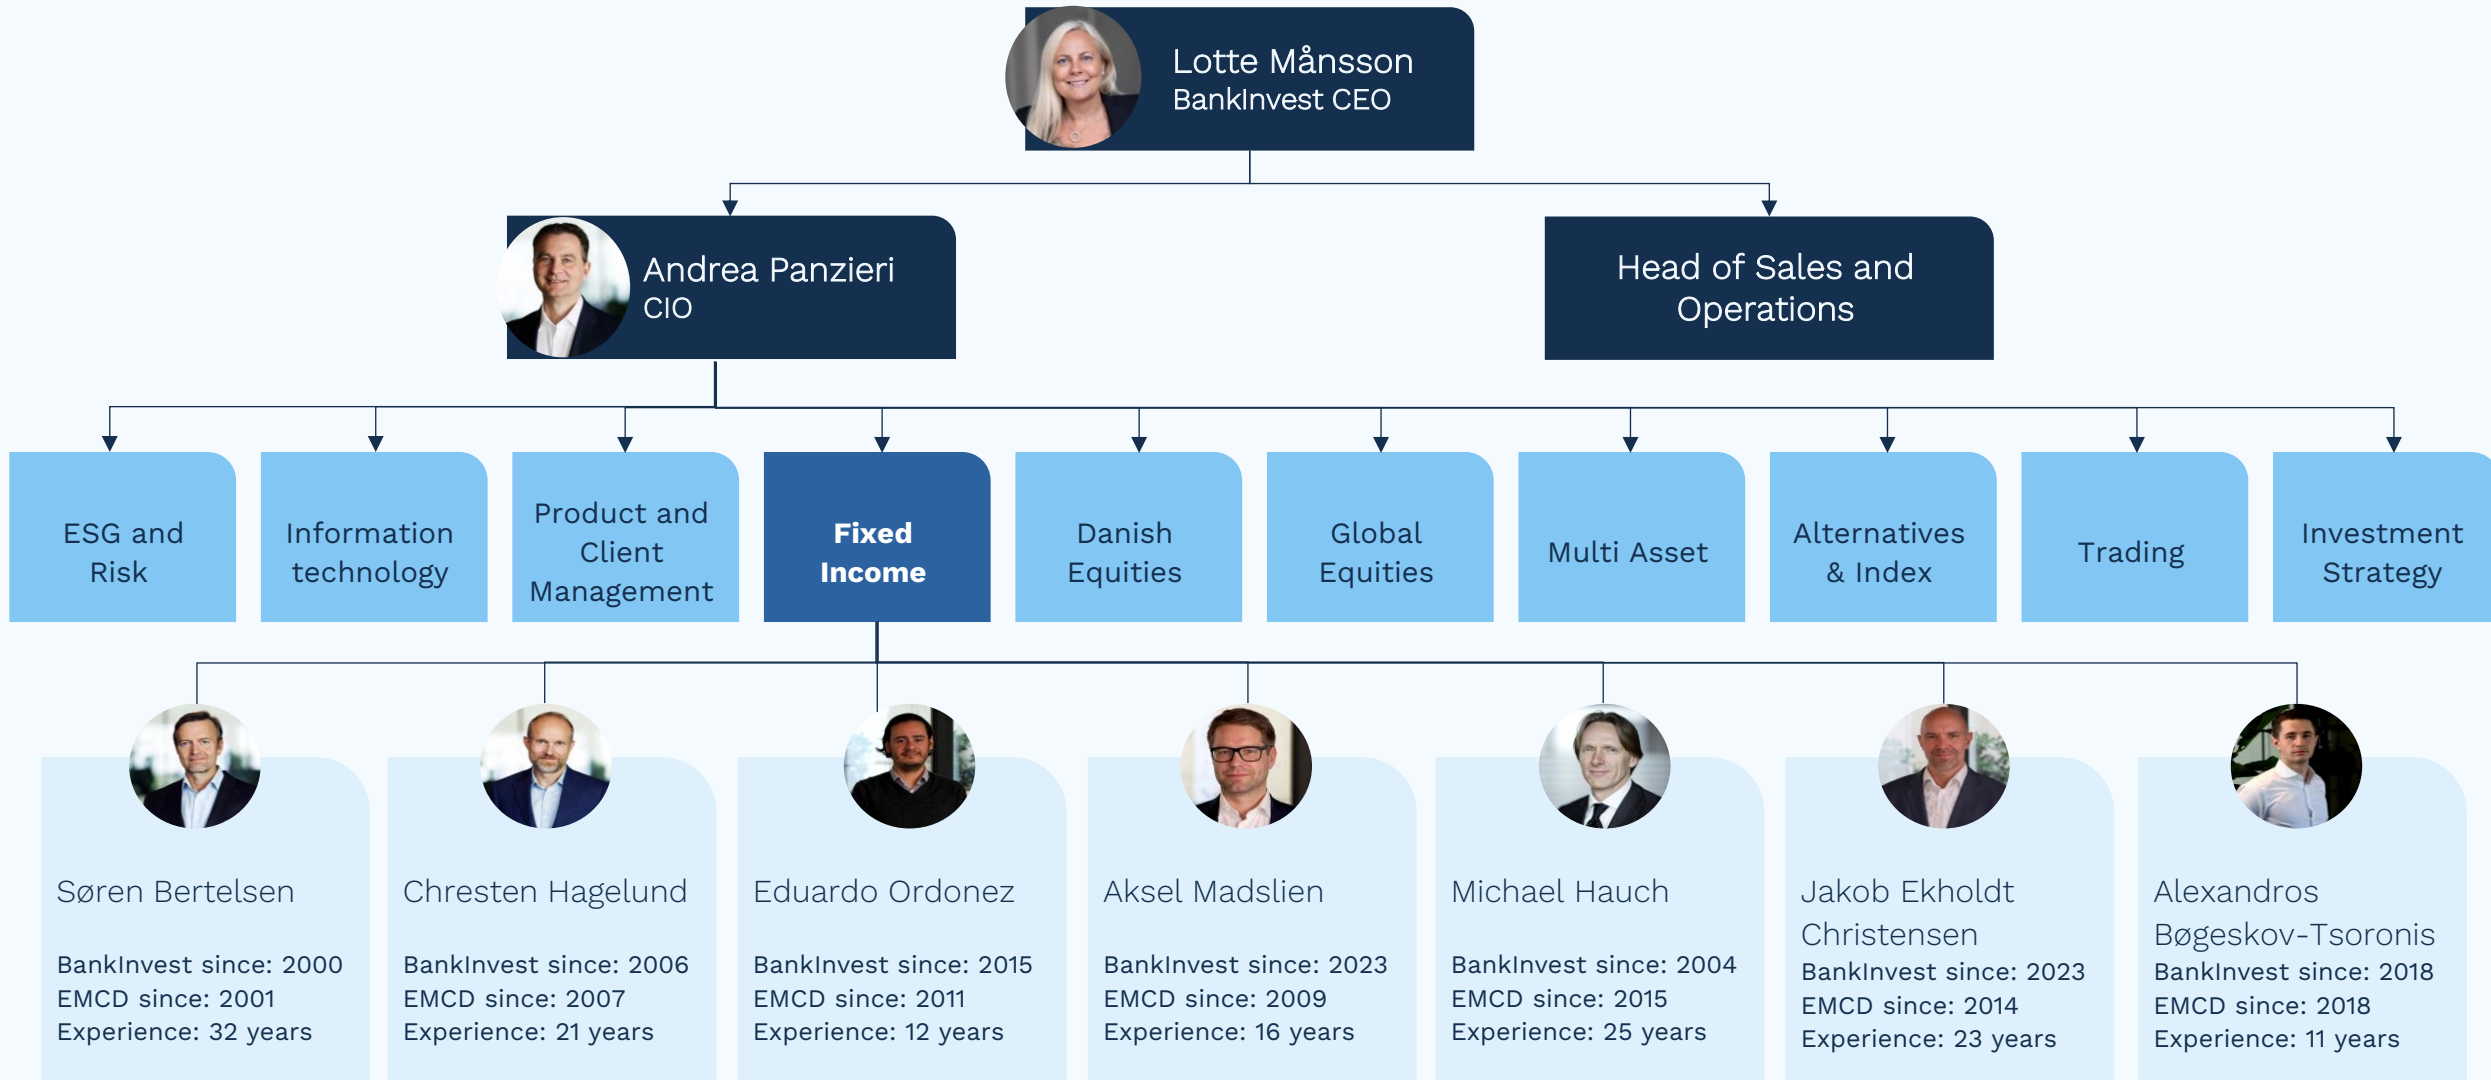 Lotte Månsson
BankInvest CEO
Andrea Panzieri
CIO
Head of Sales and
Operations
ESG and
Risk
Information
technology
Product and
Client
Management
Fixed
Income
Danish
Equities
Global
Equities
Multi Asset
Alternatives
& Index
Trading
Investment
Strategy
Søren Bertelsen
BankInvest since: 2000
EMCD since: 2001
Experience: 32 years
Chresten Hagelund
BankInvest since: 2006
EMCD since: 2007
Experience: 21 years
Eduardo Ordonez
BankInvest since: 2015
EMCD since: 2011
Experience: 12 years
Aksel Madslien
BankInvest since: 2023
EMCD since: 2009
Experience: 16 years
Michael Hauch
BankInvest since: 2004
EMCD since: 2015
Experience: 25 years
Jakob Ekholdt
Christensen
BankInvest since: 2023
EMCD since: 2014
Experience: 23 years
Alexandros
Bøgeskov-Tsoronis
BankInvest since: 2018
EMCD since: 2018
Experience: 11 years